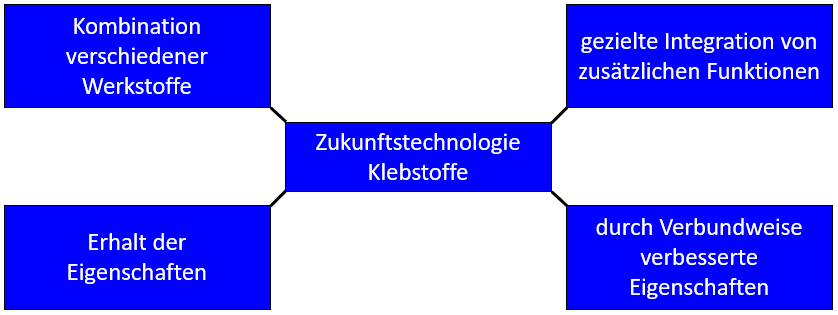 Kombination
verschiedener
Werkstoffe
gezielte Integration von
zusätzlichen Funktionen
Zukunftstechnologie
Klebstoffe
Erhalt der
Eigenschaften
durch Verbundweise
verbesserte
Eigenschaften